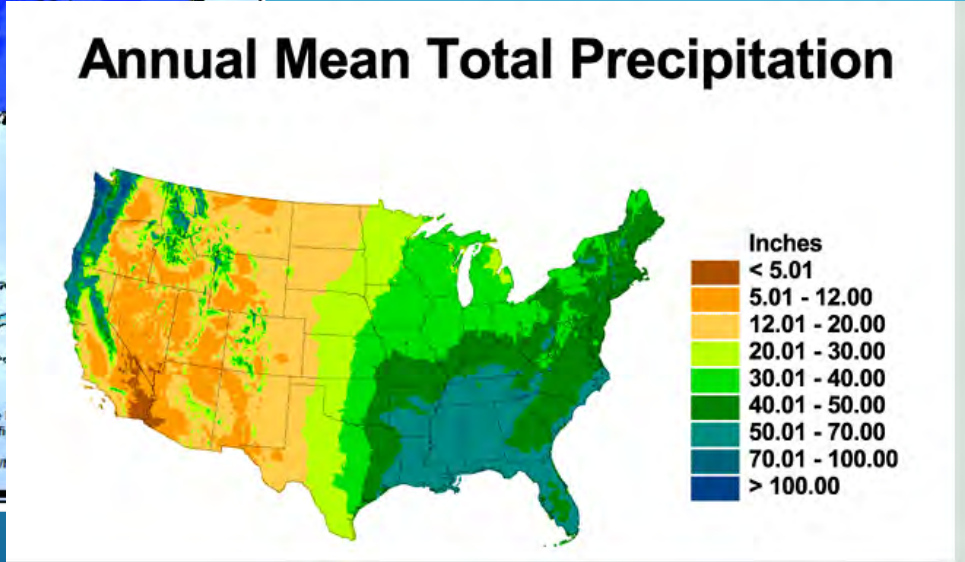 Annual Mean Total Precipitation
Inches
< 5.01
5.01 - 12.00
12.01 - 20.00
20.01 - 30.00
30.01 - 40.00
40.01 - 50.00
50.01 - 70.00
70.01 - 100.00
> 100.00